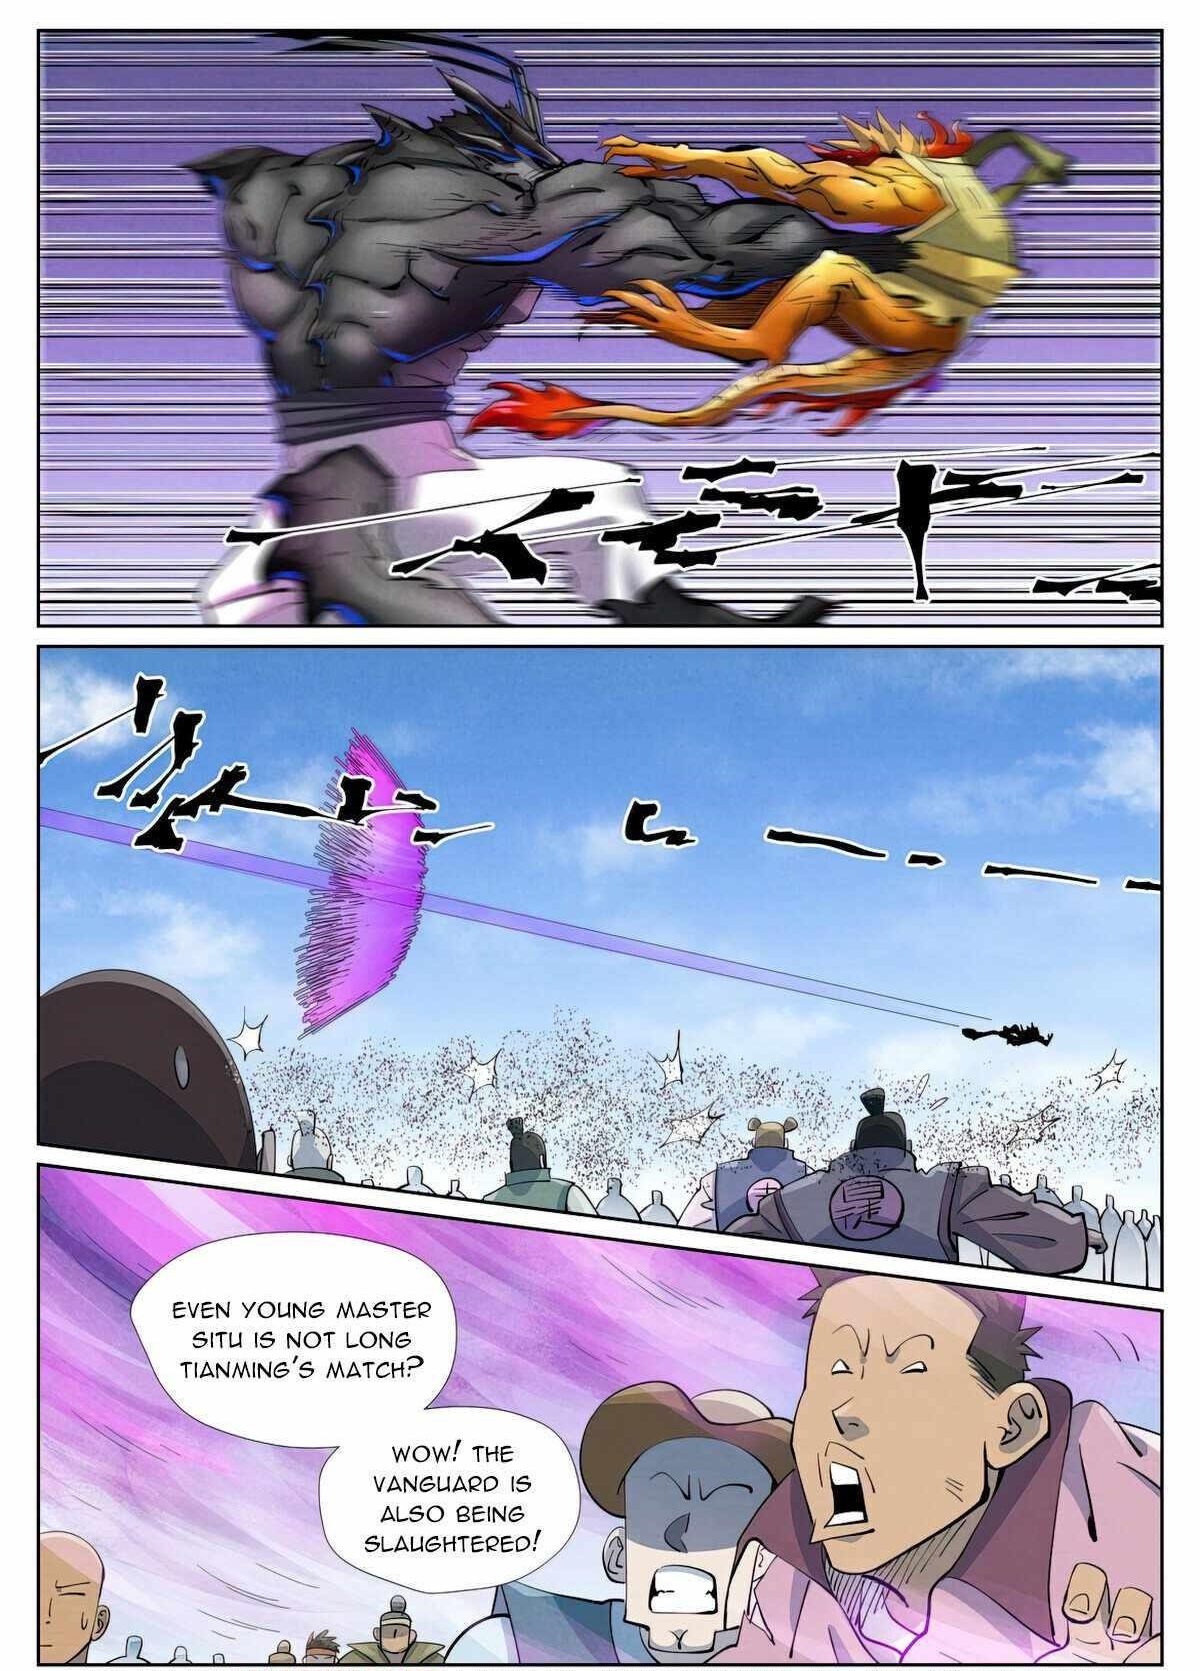 EVEN YOUNG MASTER
SITU IS NOT LONG
TIANMING'S MATCH?
WOW! THE
VANGUARD IS
ALSO BEING
SLAUGHTERED!